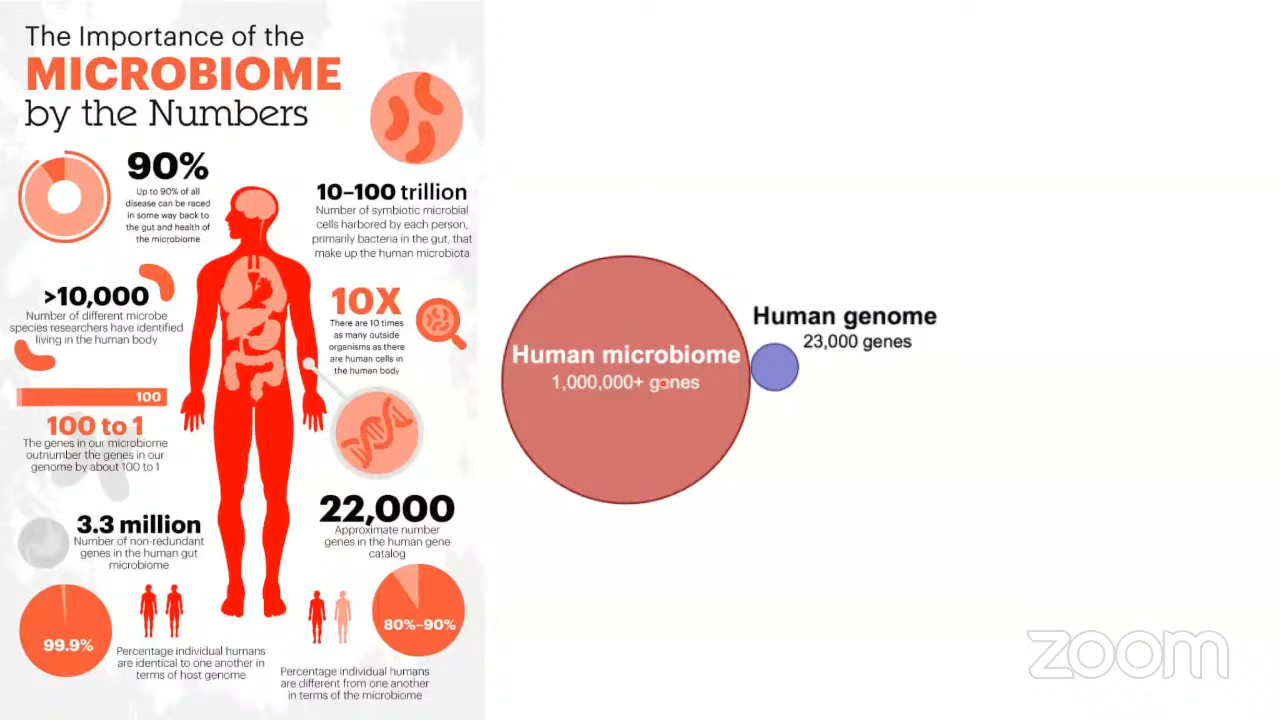 The Importance of the
MICROBIOME
by the Numbers
90%
Up to 90% of all
disease can be raced
in some way back to
the gut and health of
the microbiome
10–100 trillion
Number of symbiotic microbial
cells harbored by each person,
primarily bacteria in the gut, that
make up the human microbiota
>10,000
Number of different microbe
species researchers have identified
living in the human body
10X
There are 10 times
as many outside
organisms as there
are human cells in
the human body
100
100 to 1
The genes in our microbiome
outnumber the genes in our
genome by about 100 to 1
3.3 million
Number of non-redundant
genes in the human gut
microbiome
22,000
Approximate number
genes in the human gene
catalog
99.9%
Percentage individual humans
are identical to one another in
terms of host genome
80%–90%
Percentage individual humans
are different from one another
in terms of the microbiome
Human microbiome
1,000,000+ genes
Human genome
23,000 genes
zoom